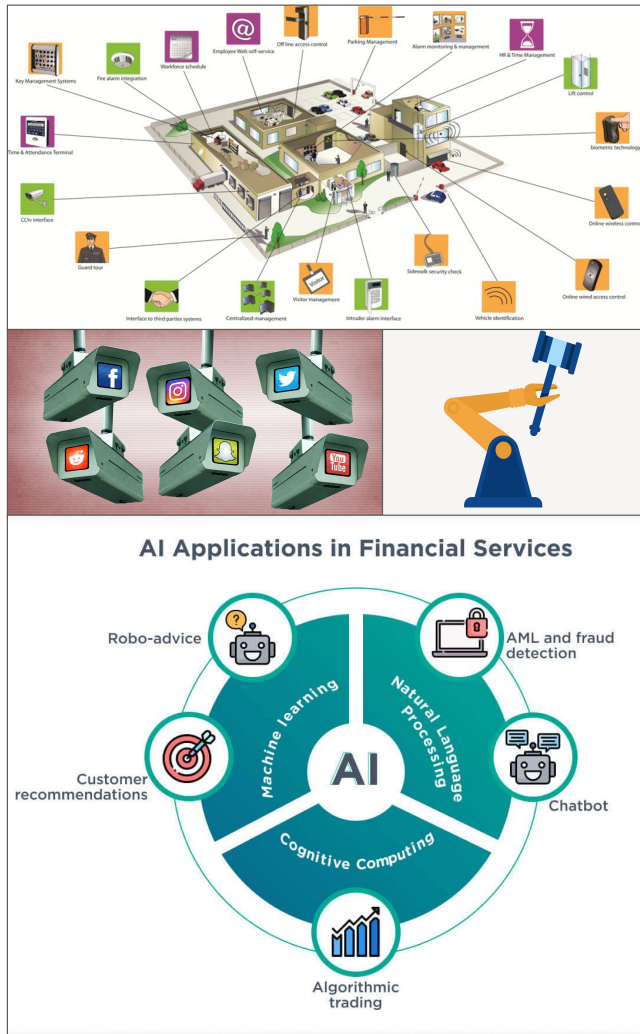 Off line access control
Parking Management
Employee Web self-service
Alarm monitoring & management
Workforce schedule
HR & Time Management
Fire alarm integration
Key Management Systems
Lift control
Time & Attendance Terminal
biometric technology
CCtv interface
Online wireless control
Guard tour
Sidewalk security check
Online wired access control
Visitor
Visitor management
Interface to third parties systems
Centralized management
Intruder alarm Interface
Vehicle identification
You
Tube
AI Applications in Financial Services
Robo-advice
AML and fraud
detection
Machine learning
Natural Language
Processing
AI
Customer
recommendations
Chatbot
Cognitive Computing
Algorithmic
trading